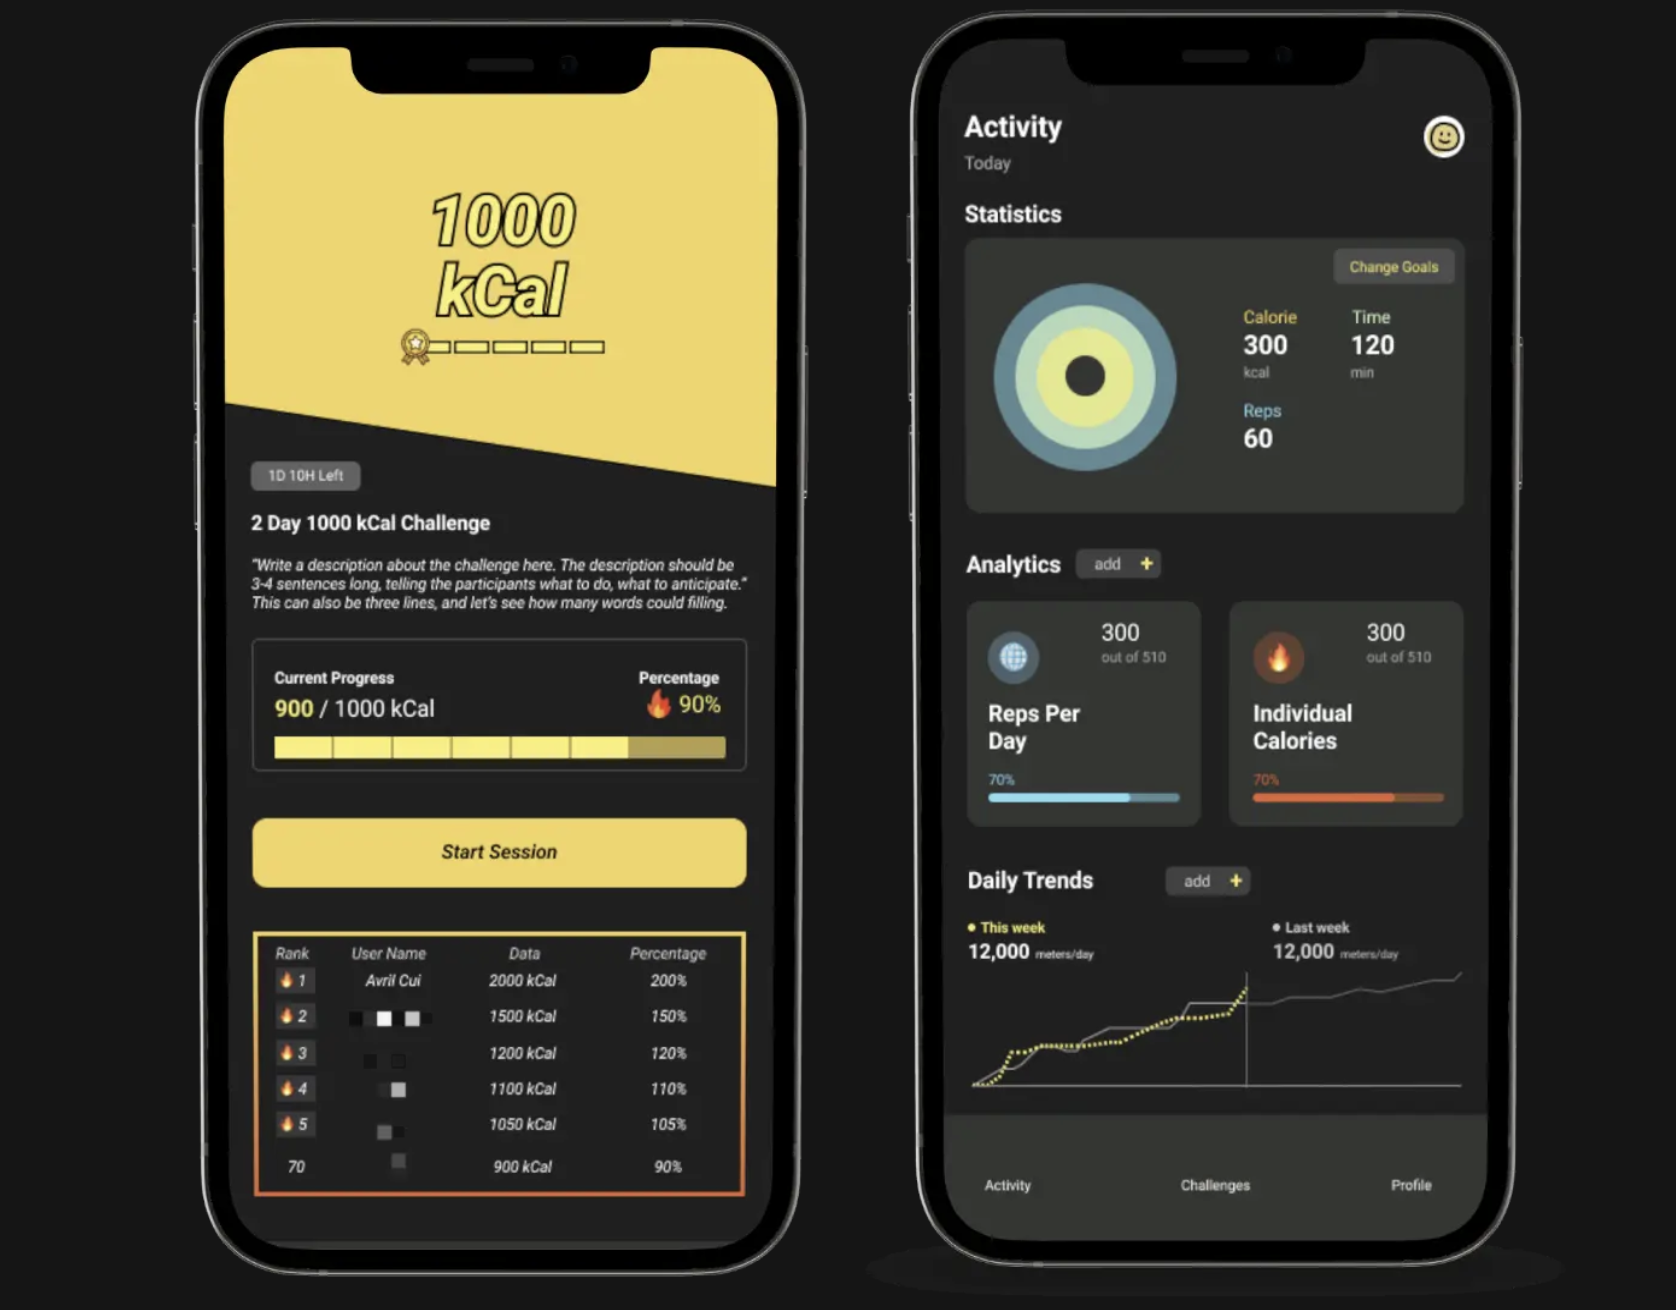 1000
kCal
1D 10H Left
2 Day 1000 kCal Challenge
"Write a description about the challenge here. The description should be
3-4 sentences long, telling the participants what to do, what to anticipate."
This can also be three lines, and let's see how many words could filling.
Current Progress
Percentage
900 / 1000 kCal
90%
Start Session
Rank User Name Data Percentage
1 Avril Cui 2000 kCal 200%
2 1500 kCal 150%
3 1200 kCal 120%
4 1100 kCal 110%
5 1050 kCal 105%
70 900 kCal 90%
Activity
Today
Statistics
Change Goals
Calorie Time
300 120
kcal min
Reps
60
Analytics add +
300
out of 510
Reps Per
Day
70%
300
out of 510
Individual
Calories
70%
Daily Trends add +
This week
12,000 meters/day
Last week
12,000 meters/day
Activity Challenges Profile